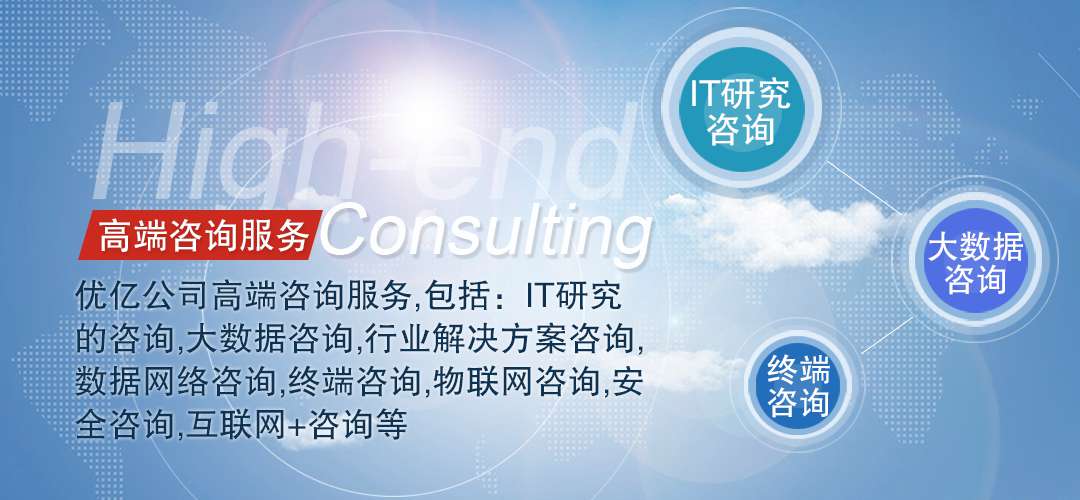 High-end
高端咨询服务
Consulting
优亿公司高端咨询服务,包括：IT研究
的咨询,大数据咨询,行业解决方案咨询,
数据网络咨询,终端咨询,物联网咨询,安
全咨询,互联网+咨询等
IT研究
咨询
大数据
咨询
终端
咨询